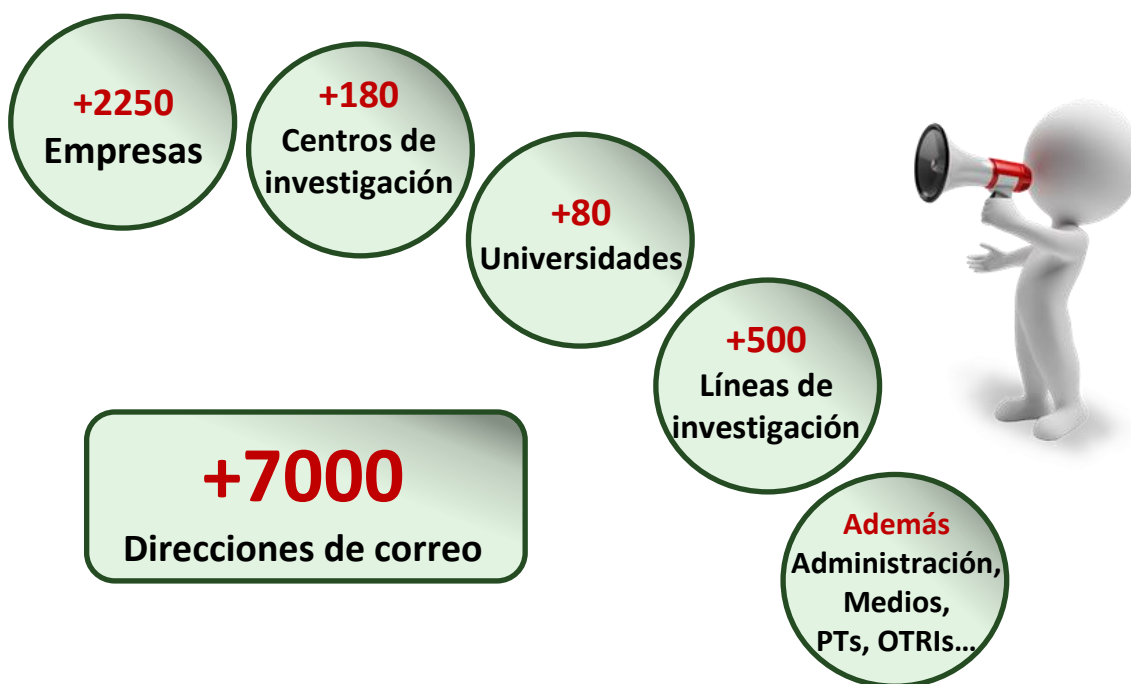 +2250
Empresas
+180
Centros de
investigación
+80
Universidades
+500
Líneas de
investigación
+7000
Direcciones de correo
Además
Administración,
Medios,
PTs, OTRIs...